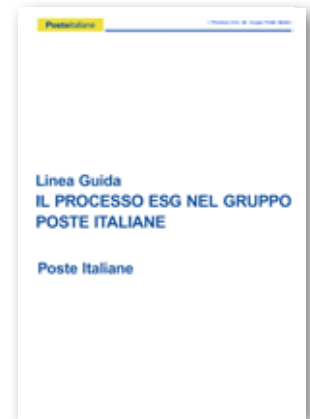 Posteitaliane
Linea Guida
IL PROCESSO ESG NEL GRUPPO
POSTE ITALIANE
Poste Italiane